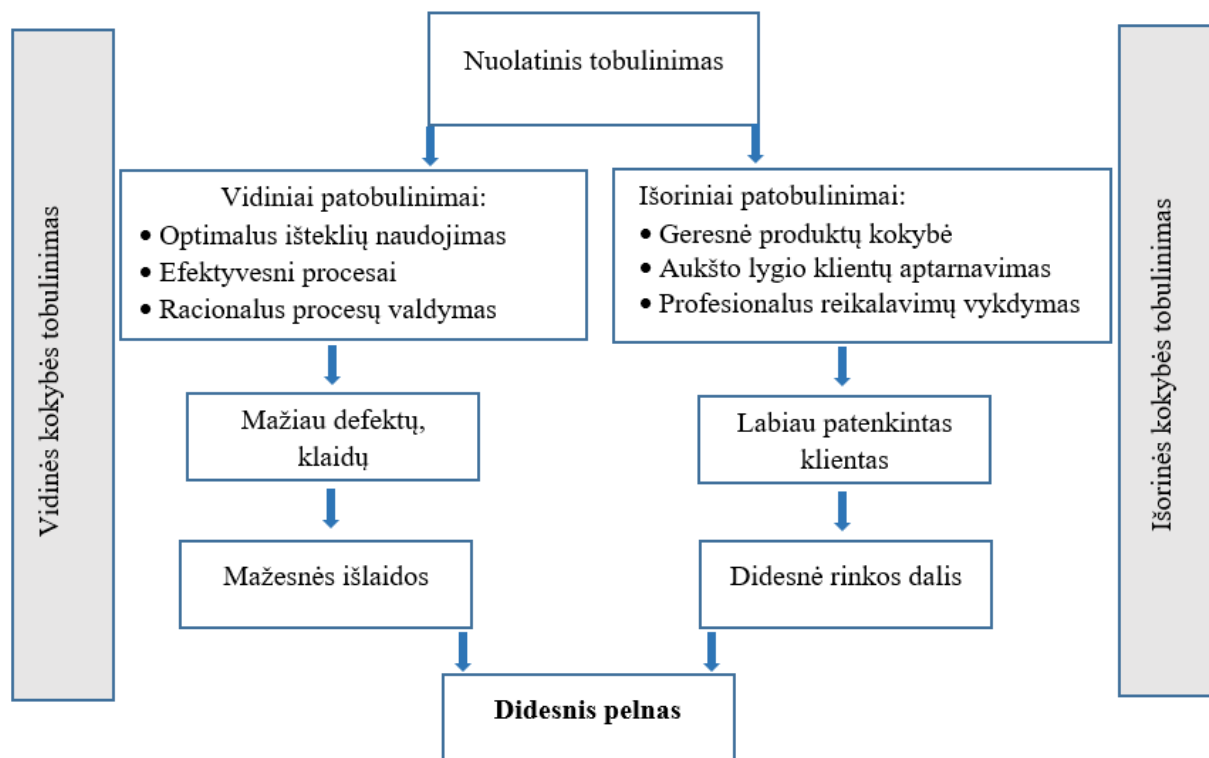 Nuolatinis tobulinimas
Vidinės kokybės tobulinimas
Vidiniai patobulinimai:
• Optimalus išteklių naudojimas
• Efektyvesni procesai
• Racionalus procesų valdymas
Mažiau defektų,
klaidų
Mažesnės išlaidos
Išoriniai patobulinimai:
• Geresnė produktų kokybė
• Aukšto lygio klientų aptarnavimas
• Profesionalus reikalavimų vykdymas
Labiau patenkintas
klientas
Didesnė rinkos dalis
Išorinės kokybės tobulinimas
Didesnis pelnas